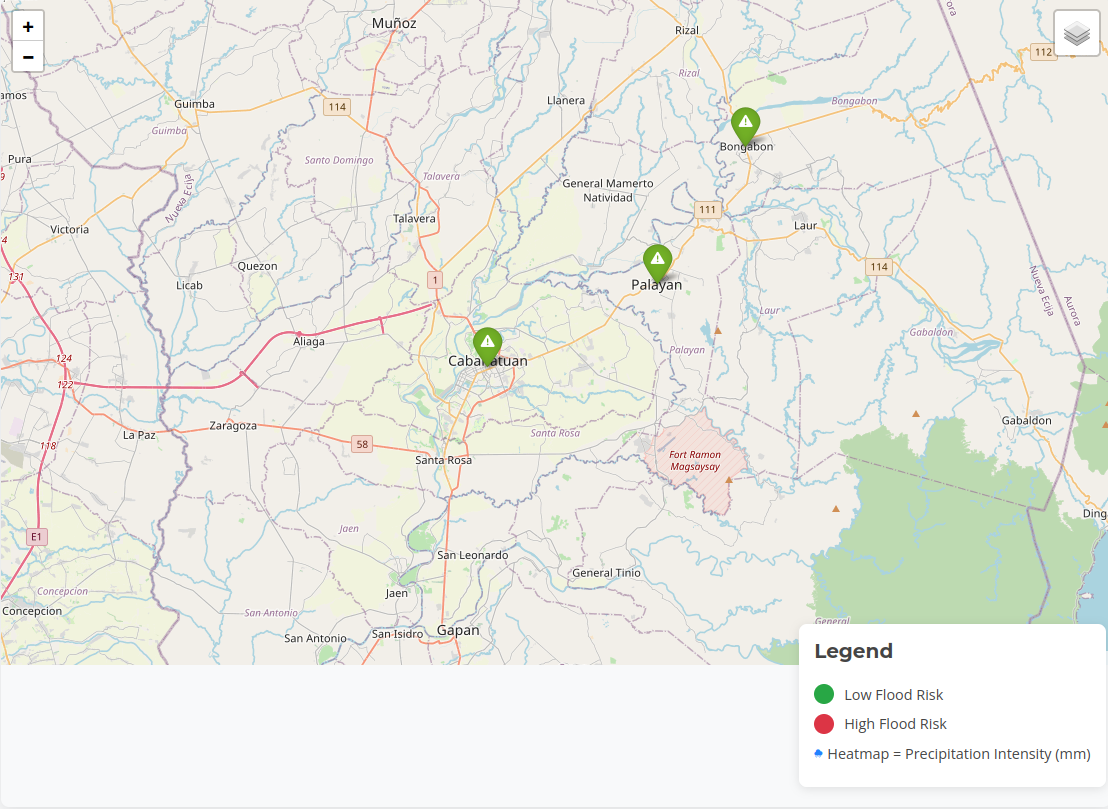 +
−
Muñoz
Rizal
ora
112
amos
Guimba
114
Llanera
Rizal
Bongabon
Guimba
Bongabon
Pura
Santo Domingo
9
Talavera
General Mamerto
Natividad
Nueva Ecija
111
Talavera
Laur
Victoria
4
131
Quezon
114
1
Licab
Palayan
Nueva Ecija
Aurora
Laur
Gabaldon
Aliaga
Palayan
124
Cabanatuan
122
Gabaldon
La Paz
Zaragoza
Santa Rosa
118
58
Santa Rosa
Fort Ramon
Magsaysay
Ding
Jaen
E1
San Leonardo
General Tinio
Concepcion
Jaen
Concepcion
San Antonio
General
San Antonio
San Isidro
Gapan
Legend
Low Flood Risk
High Flood Risk
Heatmap = Precipitation Intensity (mm)